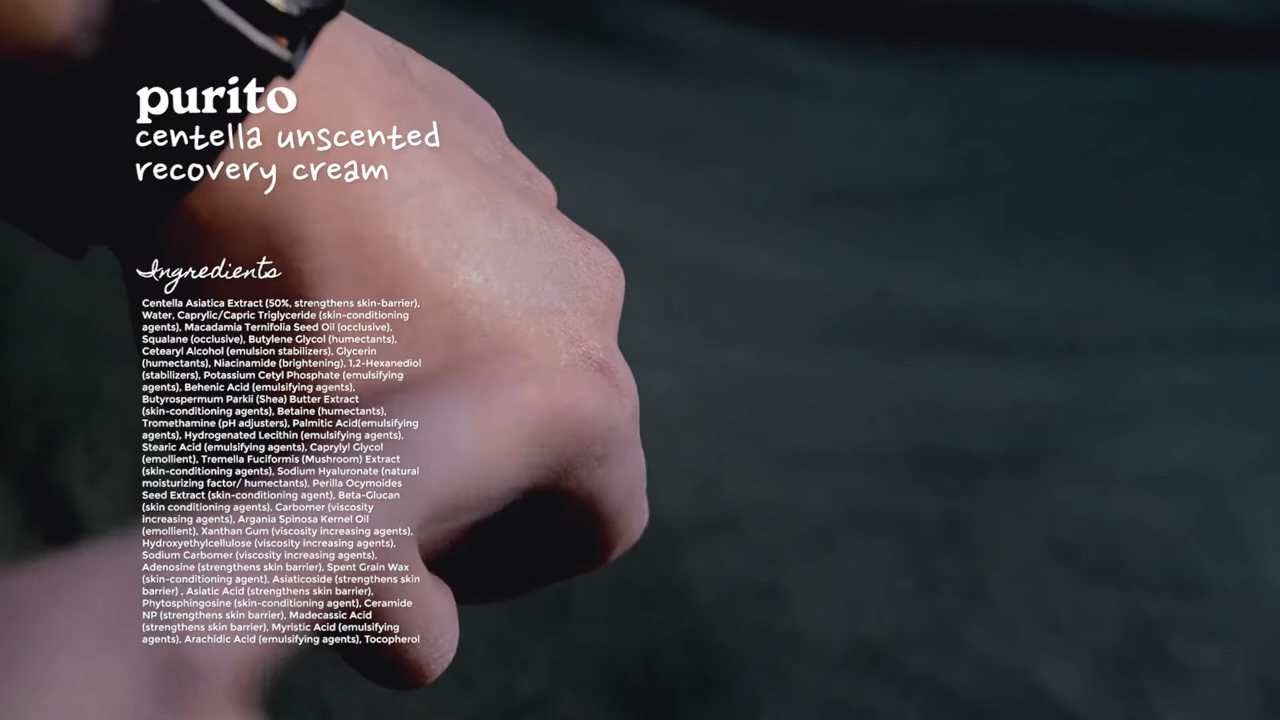 purito
centella unscented
recovery cream
Ingredients
Centella Asiatica Extract (50%, strengthens skin-barrier),
Water, Caprylic/Capric Triglyceride (skin-conditioning
agents), Macadamia Ternifolia Seed Oil (occlusive),
Squalane (occlusive), Butylene Glycol (humectants),
Cetearyl Alcohol (emulsion stabilizers), Glycerin
(humectants), Niacinamide (brightening), 1,2-Hexanediol
(stabilizers), Potassium Cetyl Phosphate (emulsifying
agents), Behenic Acid (emulsifying agents),
Butyrospermum Parkii (Shea) Butter Extract
(skin-conditioning agents), Betaine (humectants),
Tromethamine (pH adjusters), Palmitic Acid(emulsifying
agents), Hydrogenated Lecithin (emulsifying agents),
Stearic Acid (emulsifying agents), Caprylyl Glycol
(emollient), Tremella Fuciformis (Mushroom) Extract
(skin-conditioning agents), Sodium Hyaluronate (natural
moisturizing factor/ humectants), Perilla Ocymoides
Seed Extract (skin-conditioning agent), Beta-Glucan
(skin conditioning agents), Carbomer (viscosity
increasing agents), Argania Spinosa Kernel Oil
(emollient), Xanthan Gum (viscosity increasing agents),
Hydroxyethylcellulose (viscosity increasing agents),
Sodium Carbomer (viscosity increasing agents),
Adenosine (strengthens skin barrier), Spent Grain Wax
(skin-conditioning agent), Asiaticoside (strengthens skin
barrier) , Asiatic Acid (strengthens skin barrier),
Phytosphingosine (skin-conditioning agent), Ceramide
NP (strengthens skin barrier), Madecassic Acid
(strengthens skin barrier), Myristic Acid (emulsifying
agents), Arachidic Acid (emulsifying agents), Tocopherol